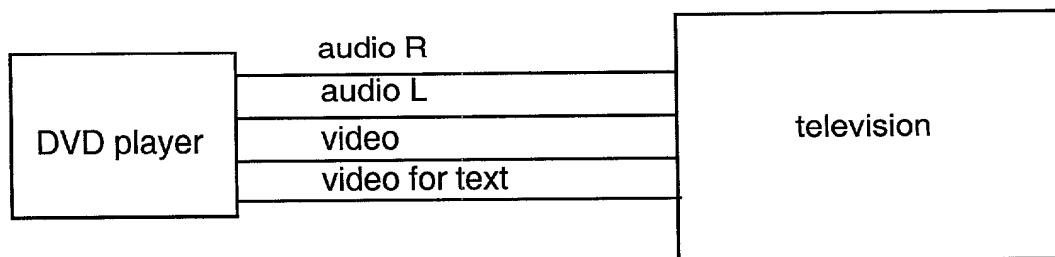 audio R
audio L
DVD player
video
television
video for text